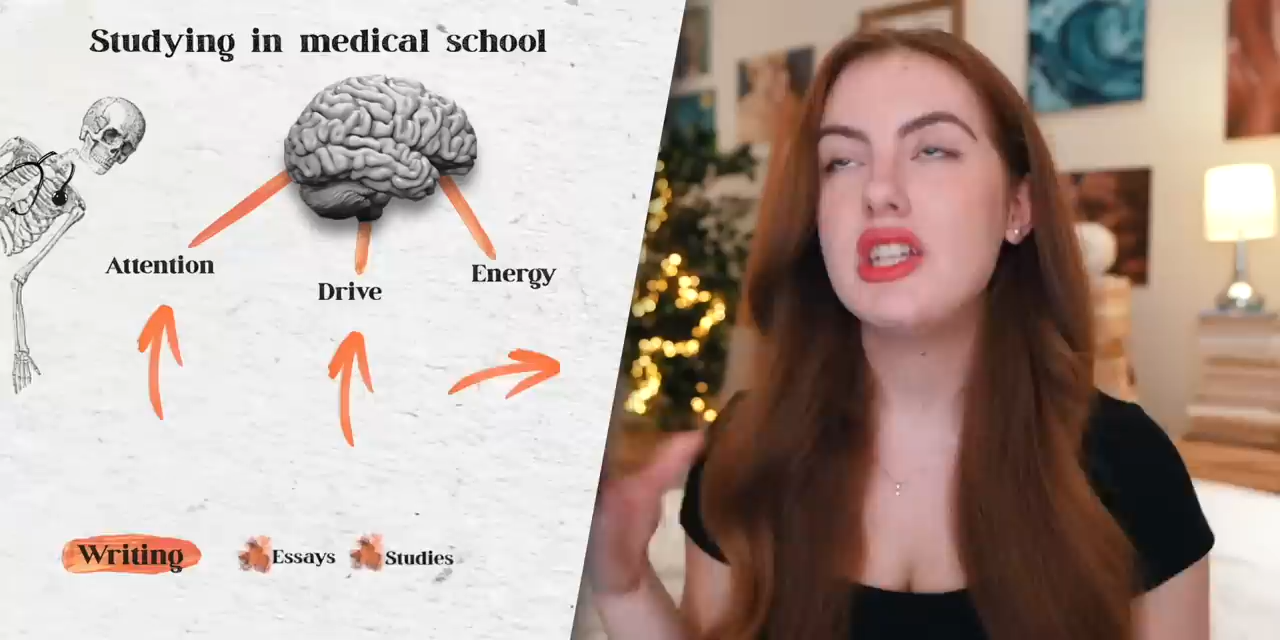 Studying in medical school
Attention
Drive
Energy
Writing
Essays
Studies